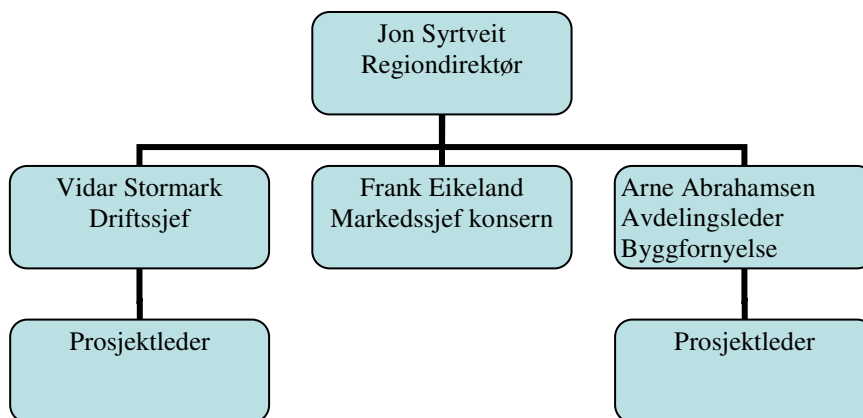 Jon Syrtveit
Regiondirektør
Vidar Stormark
Driftssjef
Frank Eikeland
Markedssjef konsern
Arne Abrahamsen
Avdelingsleder
Byggfornyelse
Prosjektleder
Prosjektleder